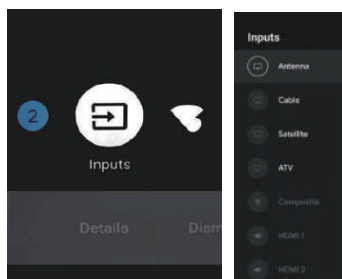 2
Inputs
Details
Dism
Inputs
Antenna
Cable
Satellite
ATV
Composite
HDMI 1
HDMI 2